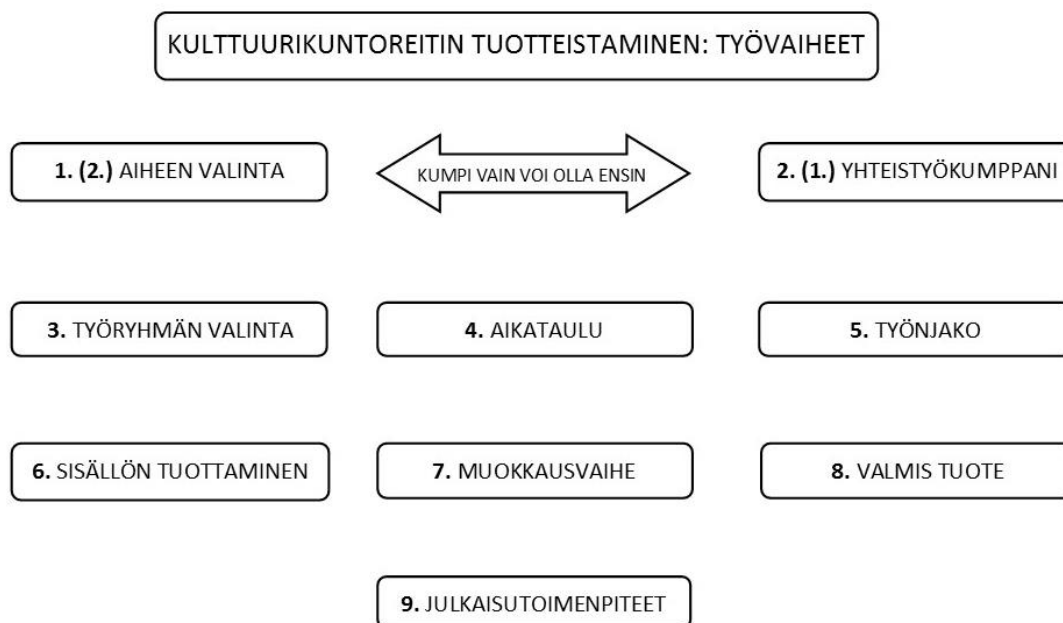 KULTTUURIKUNTOREITIN TUOTTEISTAMINEN: TYÖVAIHEET
1. (2.) AIHEEN VALINTA
KUMPI VAIN VOI OLLA ENSIN
2. (1.) YHTEISTYÖKUMPPANI
3. TYÖRYHMÄN VALINTA
4. AIKATAULU
5. TYÖNJAKO
6. SISÄLLÖN TUOTTAMINEN
7. MUOKKAUSVAIHE
8. VALMIS TUOTE
9. JULKAISUTOIMENPITEET